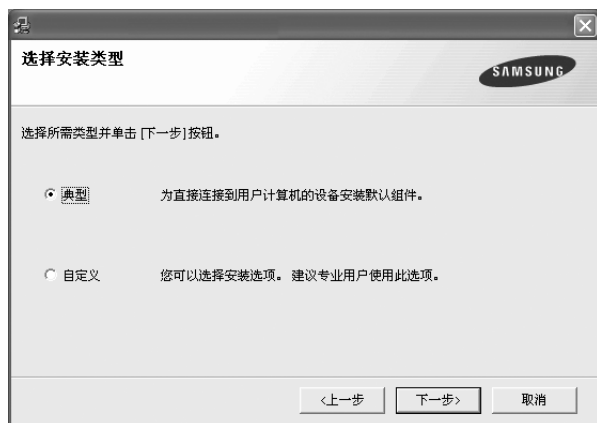 选择安装类型
SAMSUNG
选择所需类型并单击 [下一步]按钮。
典型 为直接连接到用户计算机的设备安装默认组件。
自定义 您可以选择安装选项。 建议专业用户使用此选项。
<上一步 下一步> 取消